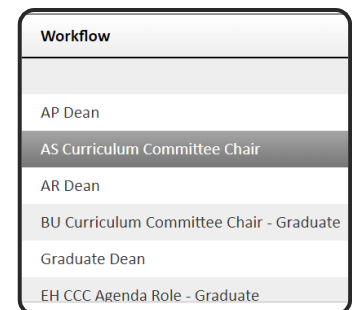 Workflow
AP Dean
AS Curriculum Committee Chair
AR Dean
BU Curriculum Committee Chair - Graduate
Graduate Dean
EH CCC Agenda Role - Graduate